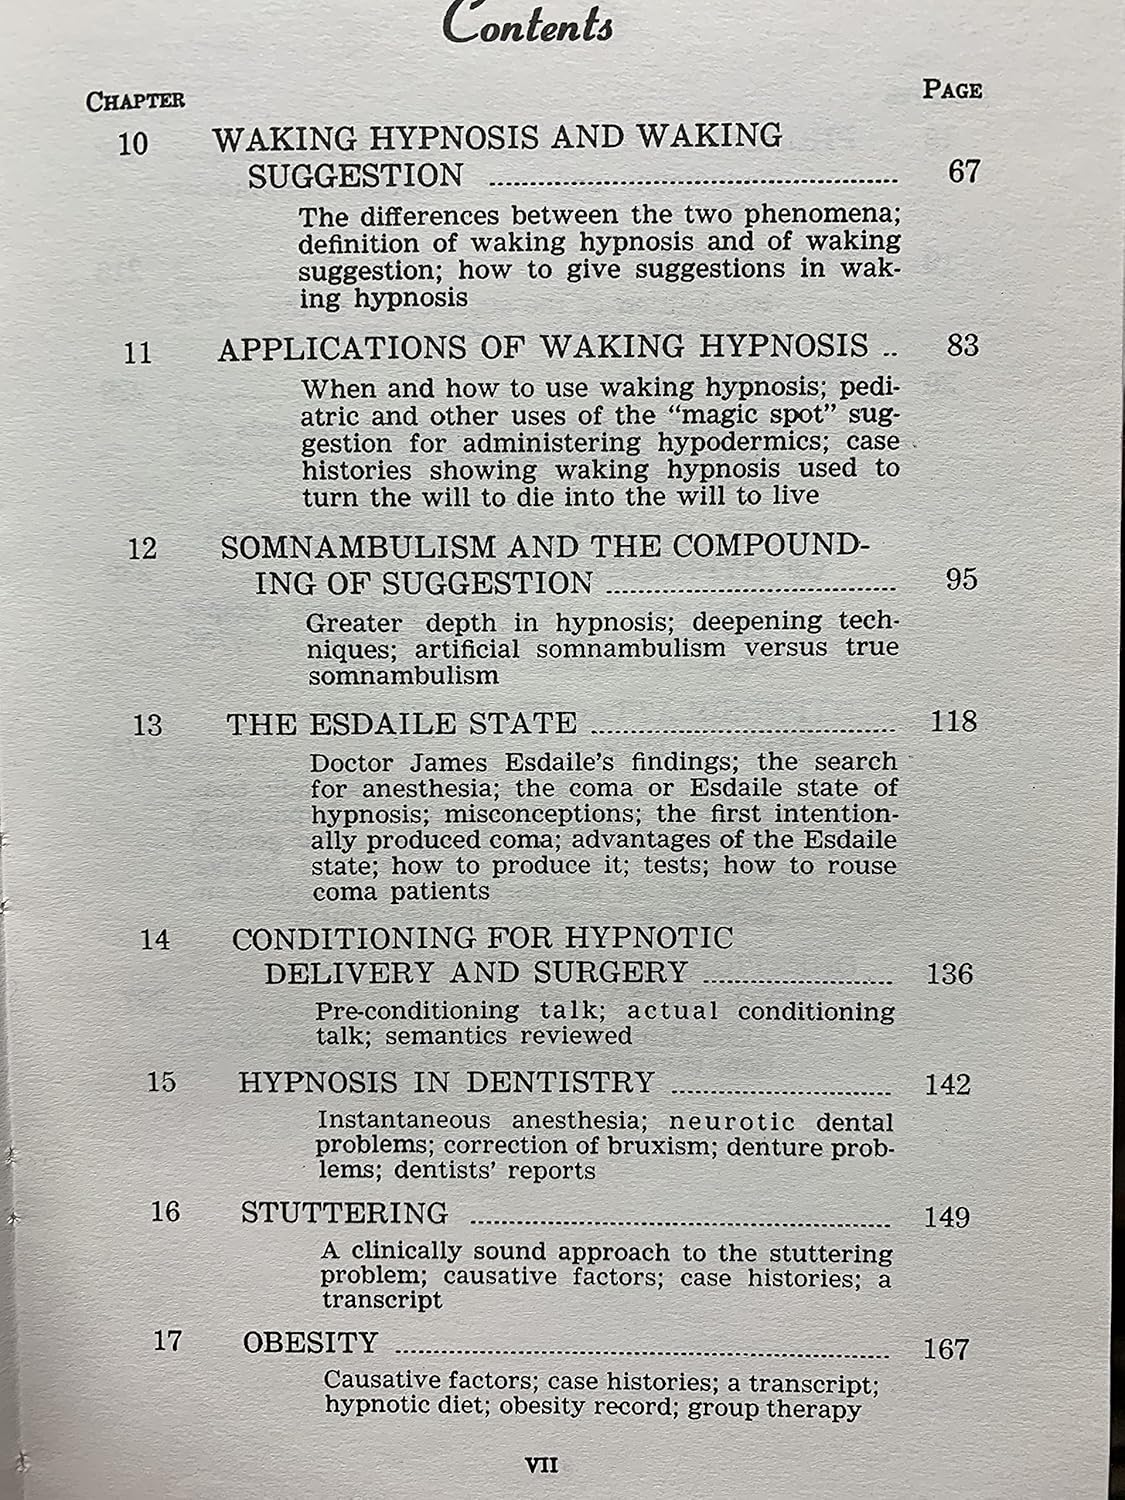 Contents
CHAPTER PAGE
10 WAKING HYPNOSIS AND WAKING
SUGGESTION 67
The differences between the two phenomena;
definition of waking hypnosis and of waking
suggestion; how to give suggestions in wak-
ing hypnosis
11 APPLICATIONS OF WAKING HYPNOSIS .. 83
When and how to use waking hypnosis; pedi-
atric and other uses of the “magic spot” sug-
gestion for administering hypodermics; case
histories showing waking hypnosis used to
turn the will to die into the will to live
12 SOMNAMBULISM AND THE COMPOUND-
ING OF SUGGESTION 95
Greater depth in hypnosis; deepening tech-
niques; artificial somnambulism versus true
somnambulism
13 THE ESDAILE STATE 118
Doctor James Esdaile’s findings; the search
for anesthesia; the coma or Esdaile state of
hypnosis; misconceptions; the first intention-
ally produced coma; advantages of the Esdaile
state; how to produce it; tests; how to rouse
coma patients
14 CONDITIONING FOR HYPNOTIC
DELIVERY AND SURGERY 136
Pre-conditioning talk; actual conditioning
talk; semantics reviewed
15 HYPNOSIS IN DENTISTRY 142
Instantaneous anesthesia; neurotic dental
problems; correction of bruxism; denture prob-
lems; dentists’ reports
16 STUTTERING 149
A clinically sound approach to the stuttering
problem; causative factors; case histories; a
transcript
17 OBESITY 167
Causative factors; case histories; a transcript;
hypnotic diet; obesity record; group therapy
VII